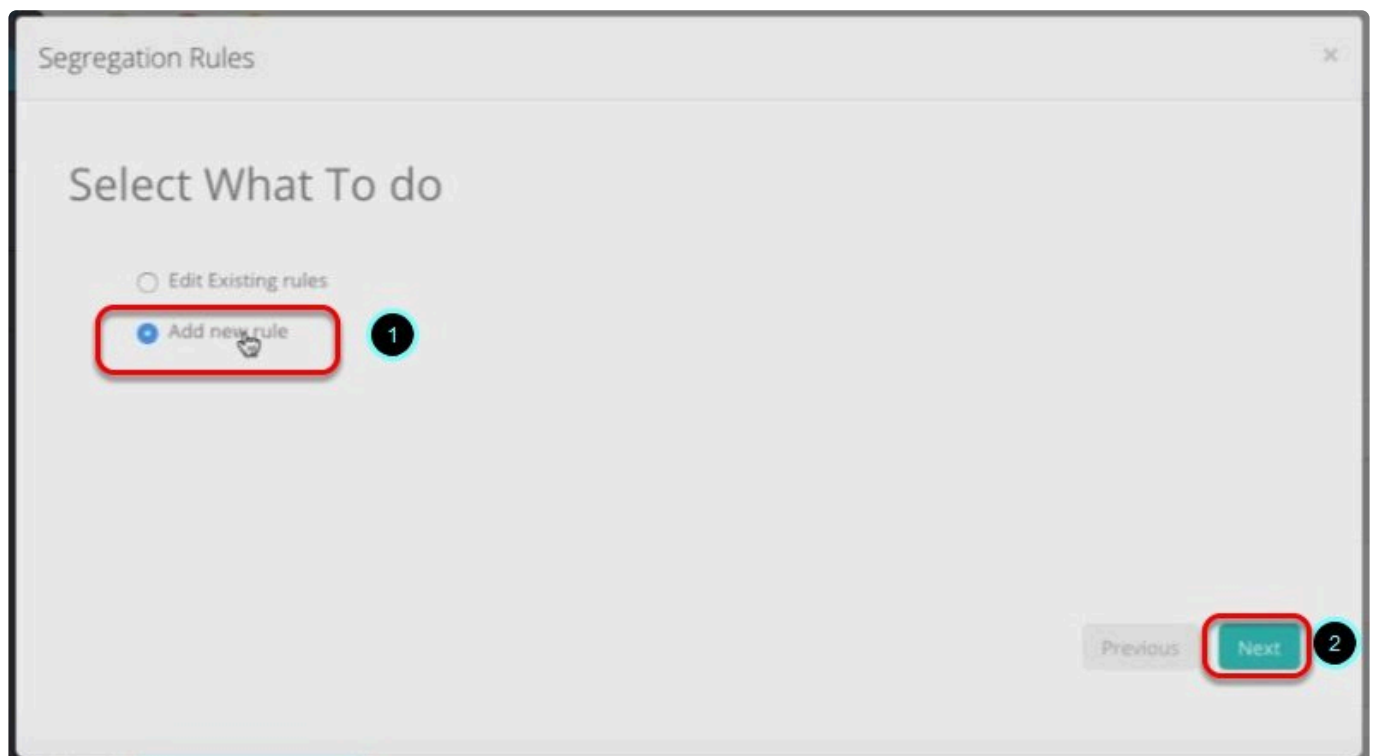 Segregation Rules ×
Select What To do
Edit Existing rules
Add new rule 1
Previous Next 2